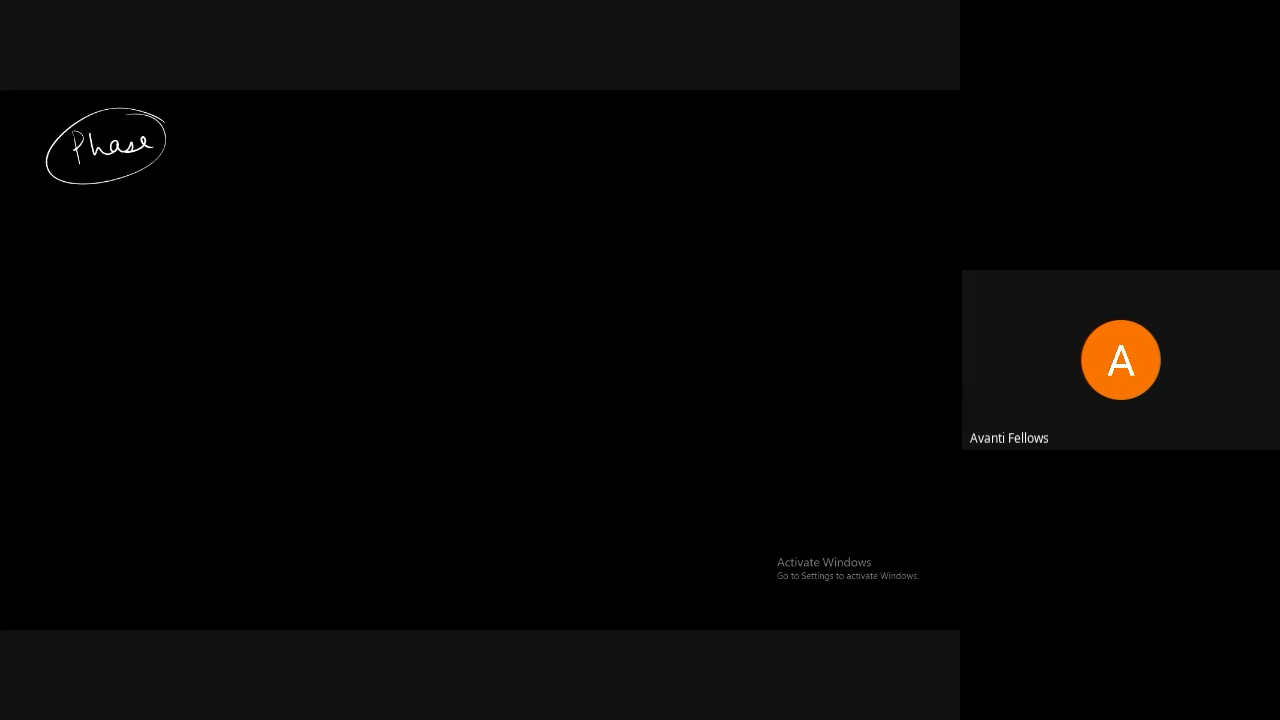 Phase
A
Avanti Fellows
Activate Windows
Go to Settings to activate Windows.